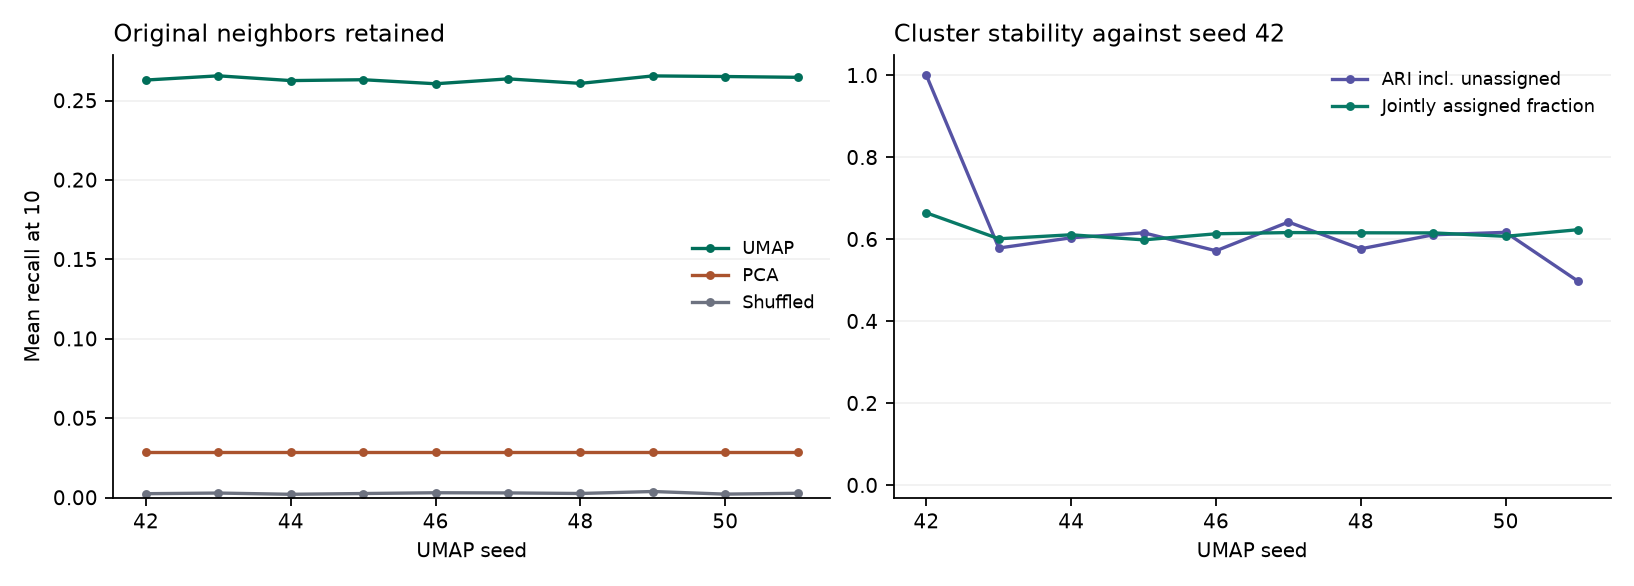 Original neighbors retained
Mean recall at 10
0.25
0.20
0.15
0.10
0.05
0.00
42
44
46
48
50
UMAP seed
UMAP
PCA
Shuffled
Cluster stability against seed 42
1.0
0.8
0.6
0.4
0.2
0.0
42
44
46
48
50
UMAP seed
ARI incl. unassigned
Jointly assigned fraction